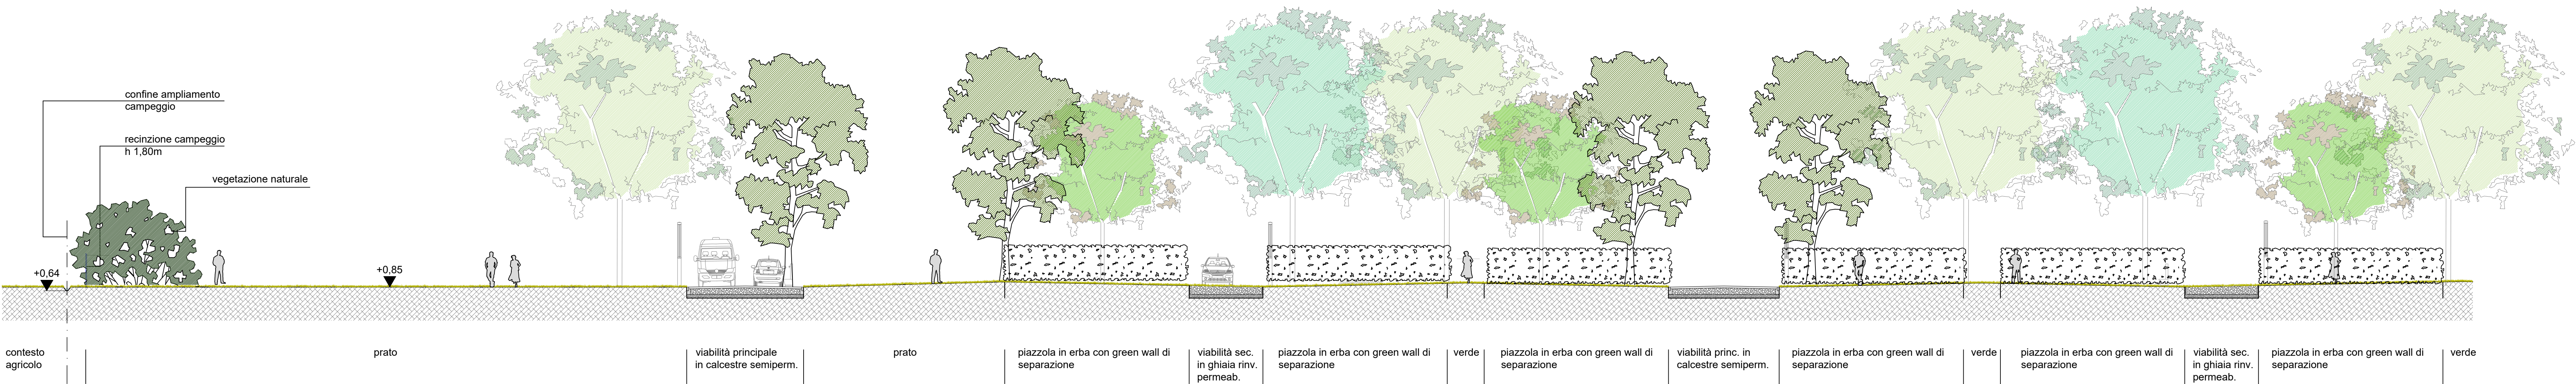 confine ampliamento
campeggio
recinzione campeggio
h 1,80m
vegetazione naturale
+0,64
+0,85
contesto
agricolo
prato
viabilità principale
in calcestre semiperm.
prato
piazzola in erba con green wall di
separazione
viabilità sec.
in ghiaia rinv.
permeab.
piazzola in erba con green wall di
separazione
verde
piazzola in erba con green wall di
separazione
viabilità princ. in
calcestre semiperm.
piazzola in erba con green wall di
separazione
verde
piazzola in erba con green wall di
separazione
viabilità sec.
in ghiaia rinv.
permeab.
piazzola in erba con green wall di
separazione
verde